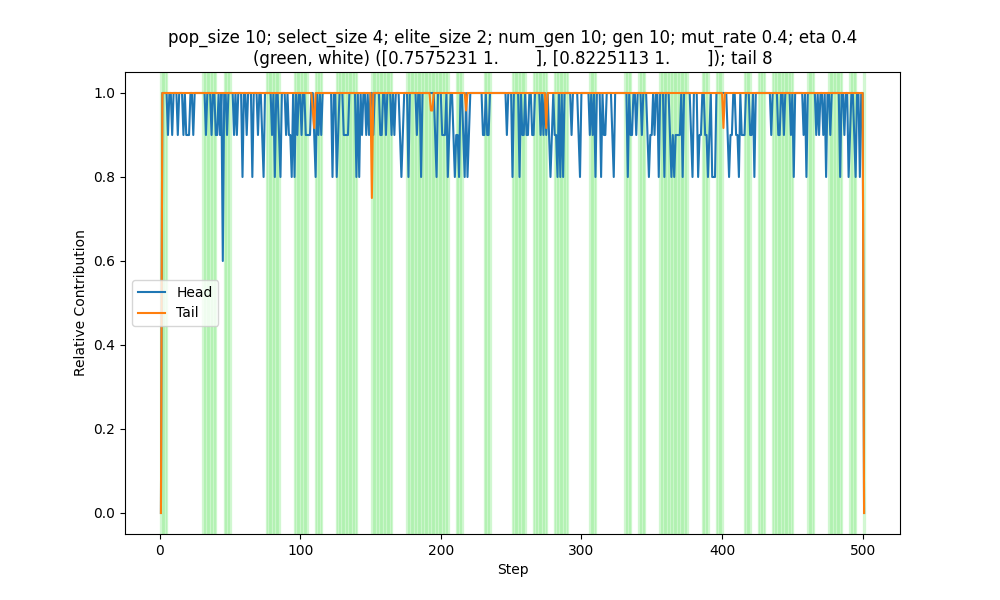 pop_size 10; select_size 4; elite_size 2; num_gen 10; gen 10; mut_rate 0.4; eta 0.4
(green, white) ([0.7575231 1.        ], [0.8225113 1.        ]); tail 8
1.0
0.8
0.6
0.4
0.2
0.0
Relative Contribution
Head
Tail
0 100 200 300 400 500
Step